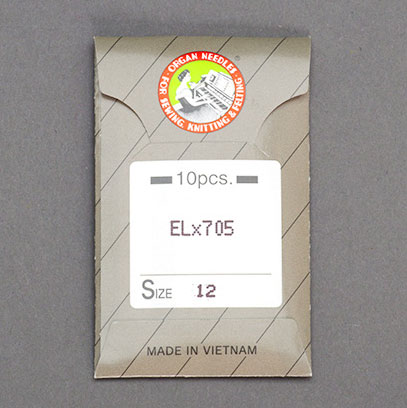 ORGAN NEEDLES
FOR SEWING, KNITTING & FELTING
®
10pcs.
ELx705
SIZE 12
MADE IN VIETNAM